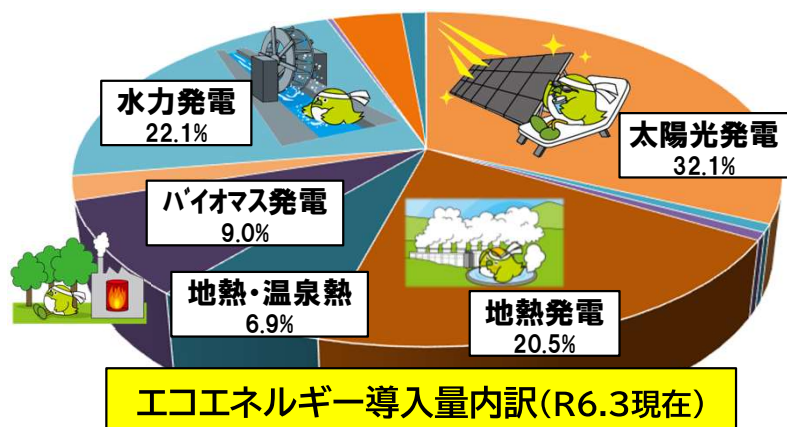 水力発電
22.1%
太陽光発電
32.1%
バイオマス発電
9.0%
地熱・温泉熱
6.9%
地熱発電
20.5%
エコエネルギー導入量内訳(R6.3現在)